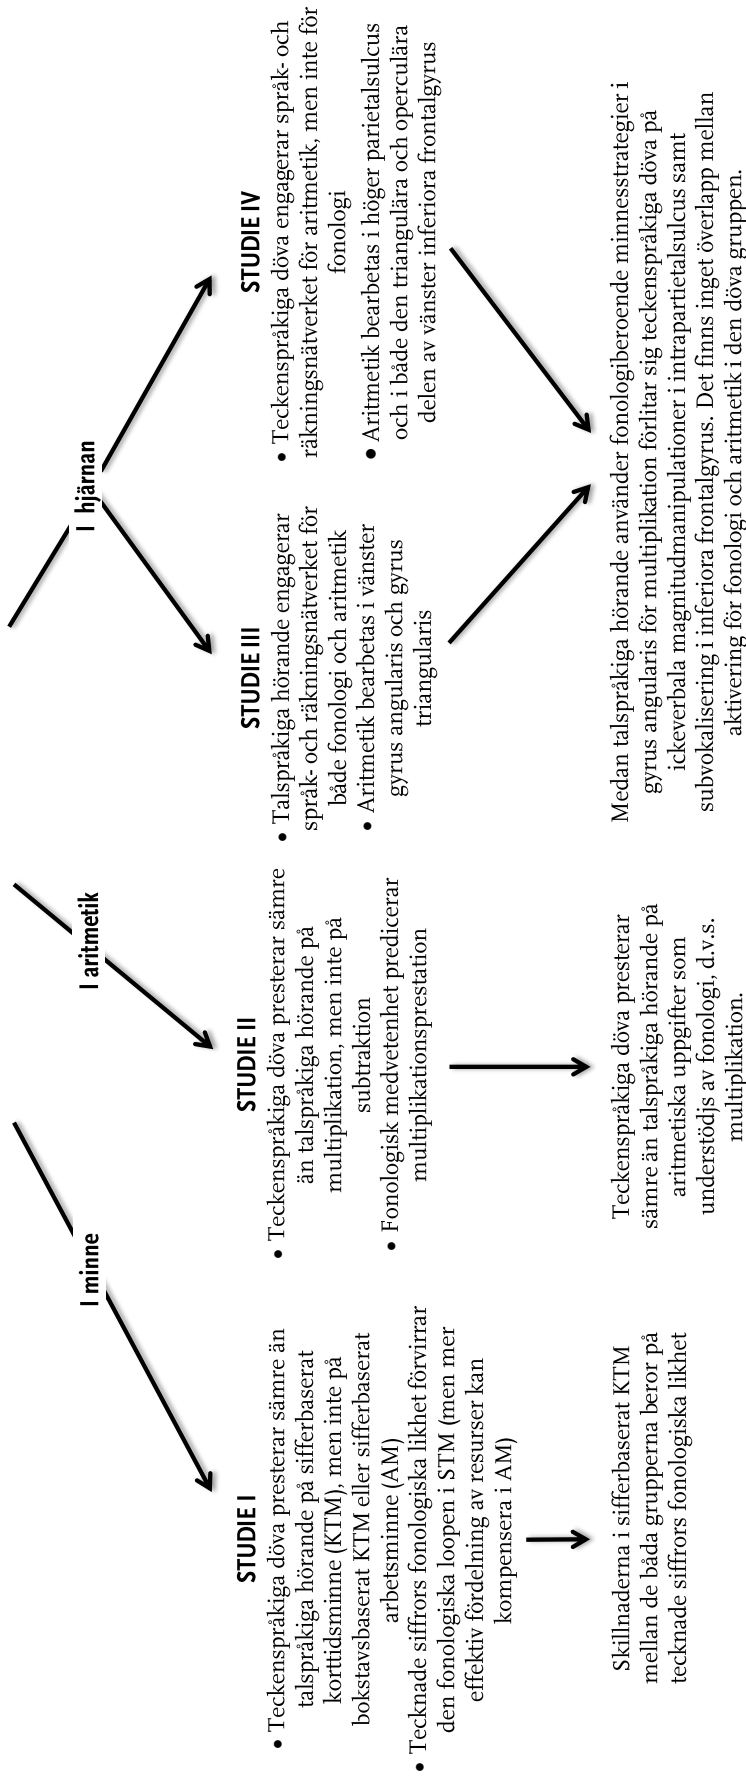 I minne
I aritmetik
I hjärnan
STUDIE I
• Teckenspråkiga döva presterar sämre än
talspråkiga hörande på sifferbaserat
korttidsminne (KTM), men inte på
bokstavsbaserat KTM eller sifferbaserat
arbetsminne (AM)
• Tecknade siffrors fonologiska likhet förvirrar
den fonologiska loopen i STM (men mer
effektiv fördelning av resurser kan
kompensera i AM)
Skillnaderna i sifferbaserat KTM
mellan de båda grupperna beror på
tecknade siffrors fonologiska likhet
STUDIE II
• Teckenspråkiga döva presterar sämre
än talspråkiga hörande på
multiplikation, men inte på
subtraktion
• Fonologisk medvetenhet predicerar
multiplikationsprestation
Teckenspråkiga döva presterar
sämre än talspråkiga hörande på
aritmetiska uppgifter som
understödjs av fonologi, d.v.s.
multiplikation.
STUDIE III
• Talspråkiga hörande engagerar
språk- och räkningsnätverket för
både fonologi och aritmetik
• Aritmetik bearbetas i vänster
gyrus angularis och gyrus
triangularis
STUDIE IV
• Teckenspråkiga döva engagerar språk- och
räkningsnätverket för aritmetik, men inte för
fonologi
• Aritmetik bearbetas i höger parietalsulcus
och i både den triangulära och operculära
delen av vänster inferiora frontalgyrus
Medan talspråkiga hörande använder fonologiberoende minnesstrategier i
gyrus angularis för multiplikation förlitar sig teckenspråkiga döva på
ickeverbala magnitudmanipulationer i intrapartietalsulcus samt
subvokalisering i inferiora frontalgyrus. Det finns inget överlapp mellan
aktivering för fonologi och aritmetik i den döva gruppen.